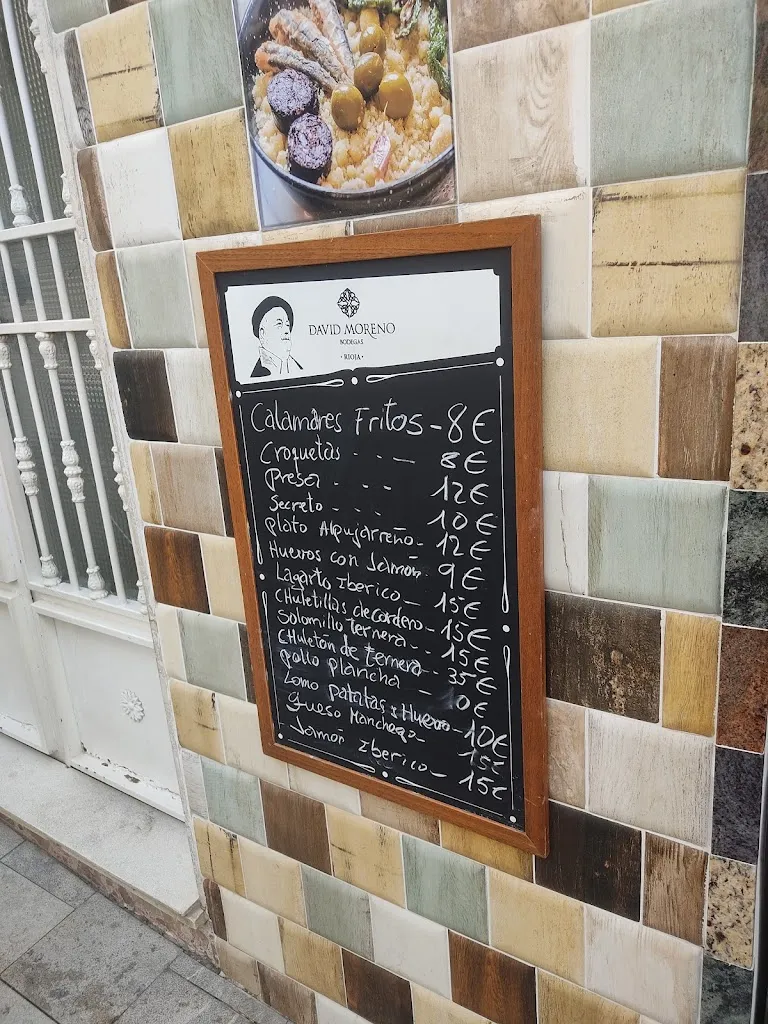 DAVID MORENO
BODEGAS
· RIOJA ·
Calamares Fritos - 8€
Croquetas - - — 8€
Presa - - - 12€
Secreto - - - 10€
Plato Alpujarreño - 12€
Huevos con Jamón 9€
Lagarto Iberico — 15€
CHuletillas de cordero - 15€
Solomillo ternera - - 15€
CHuletón de ternera - 35€
Pollo plancha — 10€
Lomo patatas y Huevo - 10€
Queso Manchego - 15€
Jamón Iberico — 15€